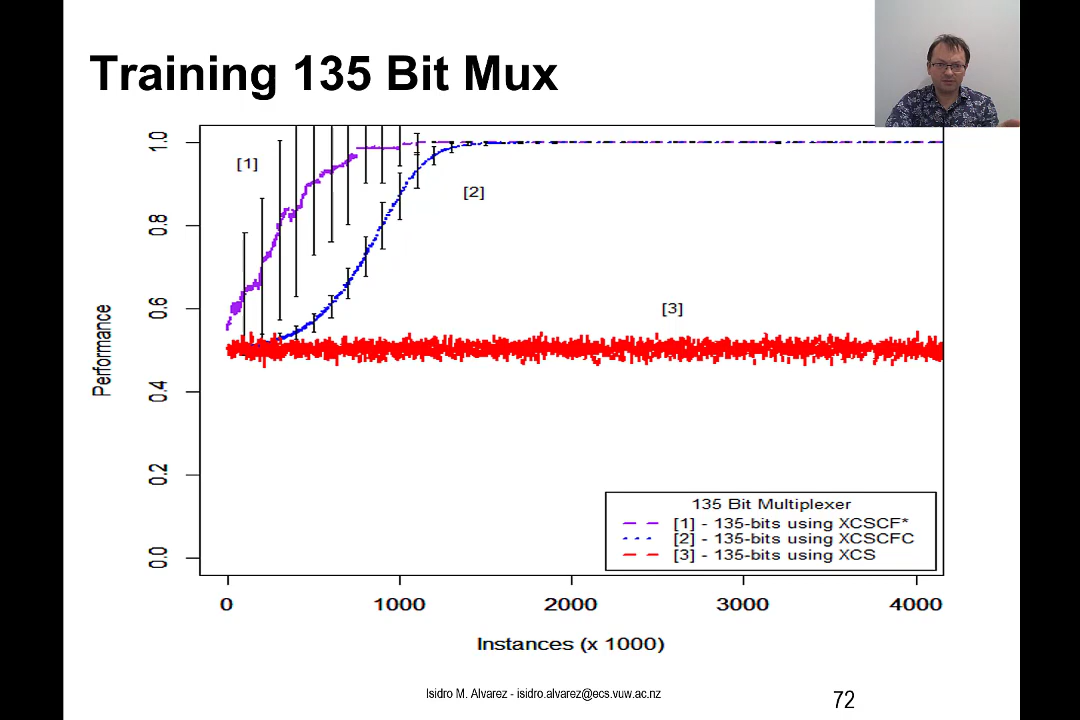 Training 135 Bit Mux
1.0
0.8
0.6
0.4
0.2
0.0
Performance
[1]
[2]
[3]
135 Bit Multiplexer
[1] - 135-bits using XCSCF*
[2] - 135-bits using XCSCFC
[3] - 135-bits using XCS
0 1000 2000 3000 4000
Instances (x 1000)
Isidro M. Alvarez - isidro.alvarez@ecs.vuw.ac.nz
72